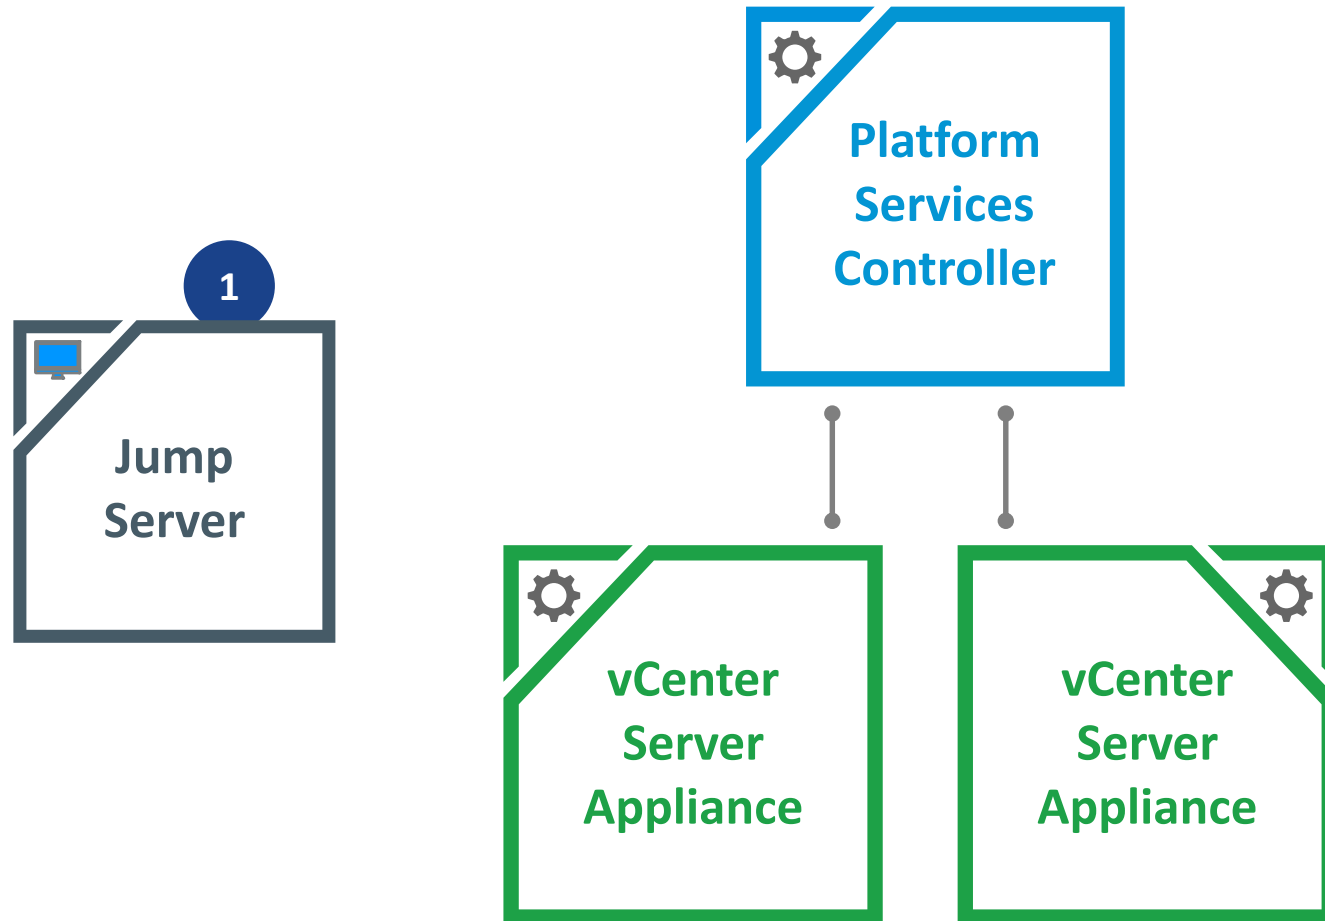 Platform
Services
Controller
1
Jump
Server
vCenter
Server
Appliance
vCenter
Server
Appliance